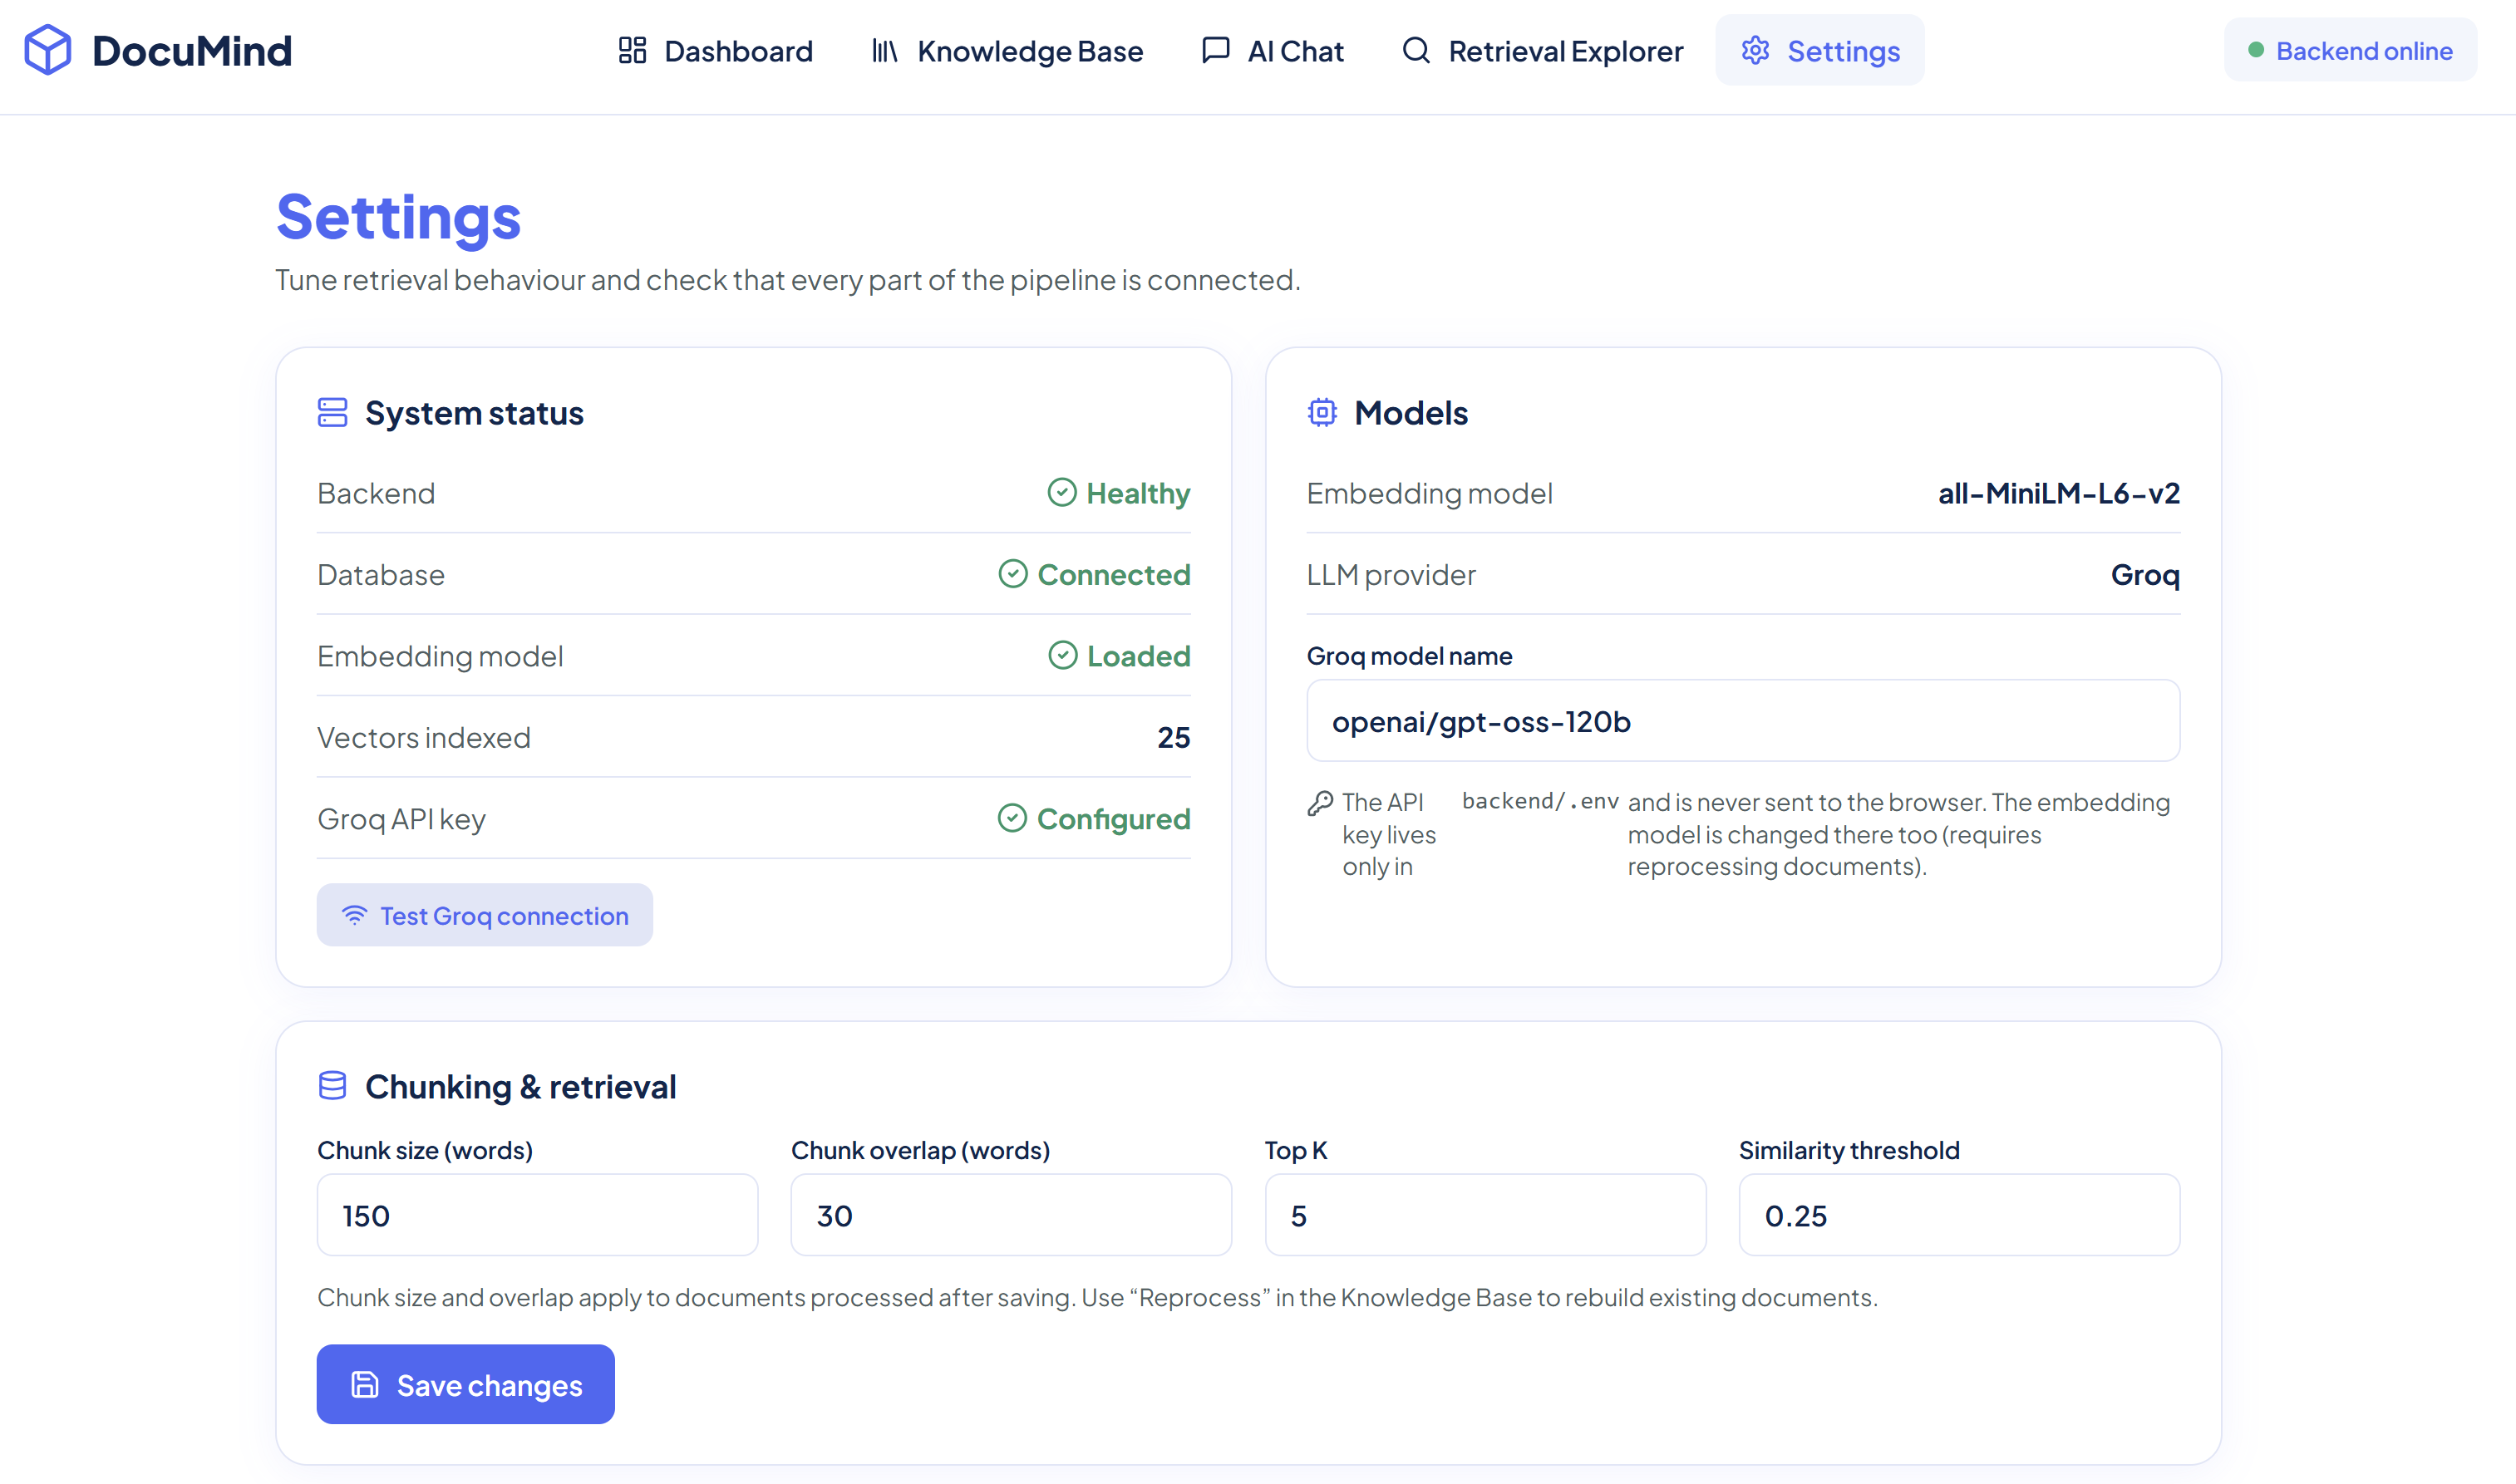 DocuMind
Dashboard
Knowledge Base
AI Chat
Retrieval Explorer
Settings
Backend online
Settings
Tune retrieval behaviour and check that every part of the pipeline is connected.
System status
Backend
Healthy
Database
Connected
Embedding model
Loaded
Vectors indexed
25
Groq API key
Configured
Test Groq connection
Models
Embedding model
all-MiniLM-L6-v2
LLM provider
Groq
Groq model name
openai/gpt-oss-120b
The API
key lives
only in
backend/.env
and is never sent to the browser. The embedding
model is changed there too (requires
reprocessing documents).
Chunking & retrieval
Chunk size (words)
150
Chunk overlap (words)
30
Top K
5
Similarity threshold
0.25
Chunk size and overlap apply to documents processed after saving. Use “Reprocess” in the Knowledge Base to rebuild existing documents.
Save changes